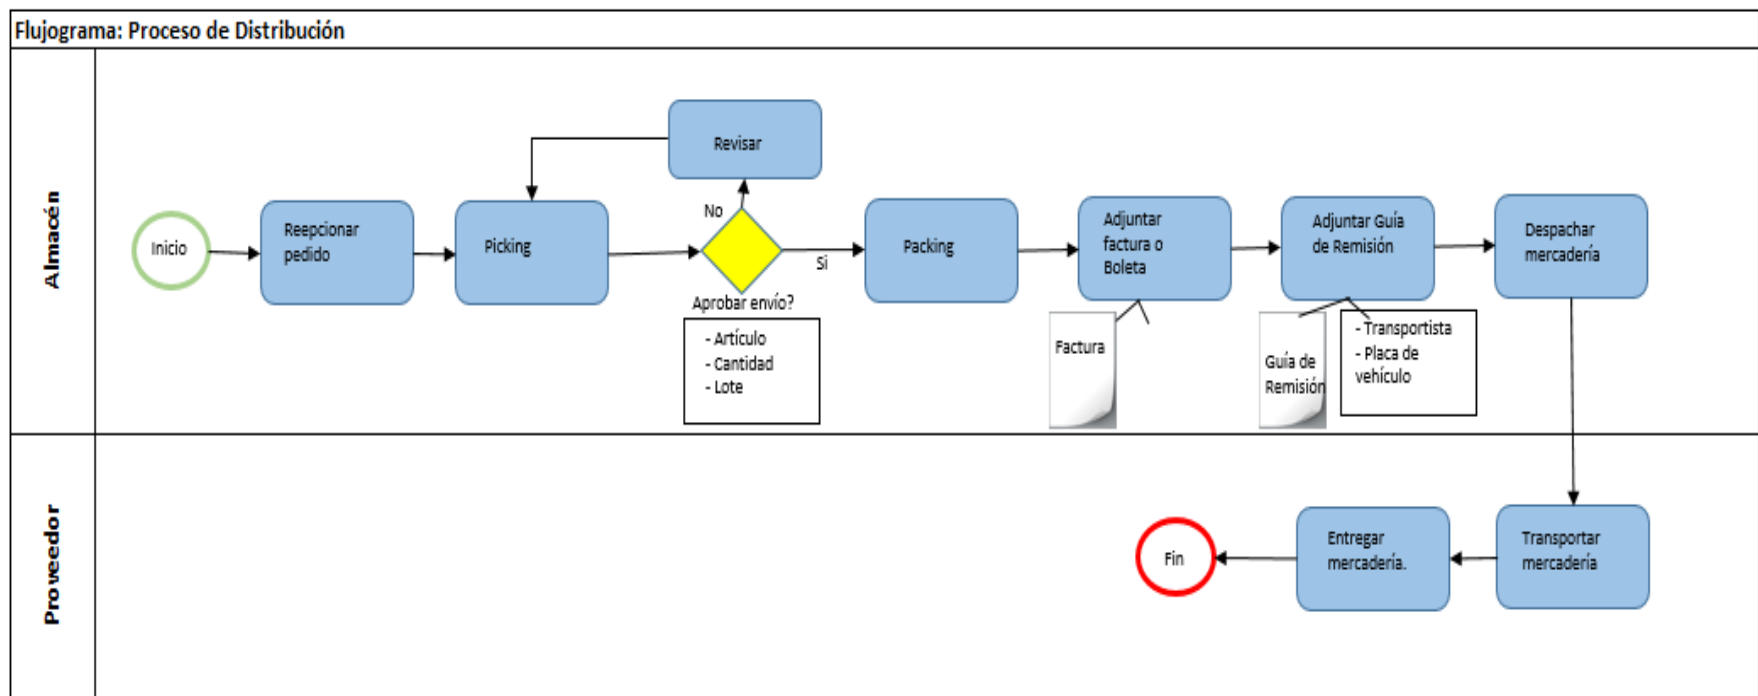 Flujograma: Proceso de Distribución
Almacén
Inicio
Reepcionar
pedido
Picking
Revisar
No
Si
Aprobar envío?
- Artículo
- Cantidad
- Lote
Packing
Adjuntar
factura o
Boleta
Factura
Adjuntar Guía
de Remisión
Guía de
Remisión
- Transportista
- Placa de
vehículo
Despachar
mercadería
Proveedor
Transportar
mercadería
Entregar
mercadería.
Fin